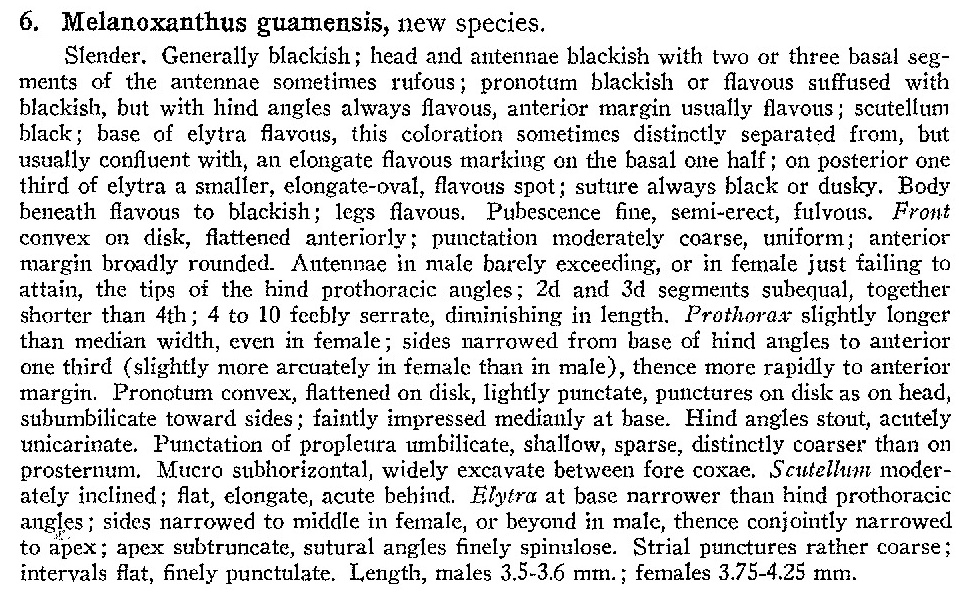 6. Melanoxanthus guamensis, new species.
Slender. Generally blackish; head and antennae blackish with two or three basal seg-
ments of the antennae sometimes rufous; pronotum blackish or flavous suffused with
blackish, but with hind angles always flavous, anterior margin usually flavous; scutellum
black; base of elytra flavous, this coloration sometimes distinctly separated from, but
usually confluent with, an elongate flavous marking on the basal one half; on posterior one
third of elytra a smaller, elongate-oval, flavous spot; suture always black or dusky. Body
beneath flavous to blackish; legs flavous. Pubescence fine, semi-erect, fulvous. Front
convex on disk, flattened anteriorly; punctation moderately coarse, uniform; anterior
margin broadly rounded. Antennae in male barely exceeding, or in female just failing to
attain, the tips of the hind prothoracic angles; 2d and 3d segments subequal, together
shorter than 4th; 4 to 10 feebly serrate, diminishing in length. Prothorax slightly longer
than median width, even in female; sides narrowed from base of hind angles to anterior
one third (slightly more arcuately in female than in male), thence more rapidly to anterior
margin. Pronotum convex, flattened on disk, lightly punctate, punctures on disk as on head,
subumbilicate toward sides; faintly impressed medianly at base. Hind angles stout, acutely
unicarinate. Punctation of propleura umbilicate, shallow, sparse, distinctly coarser than on
prosternum. Mucro subhorizontal, widely excavate between fore coxae. Scutellum moder-
ately inclined; flat, elongate, acute behind. Elytra at base narrower than hind prothoracic
angles; sides narrowed to middle in female, or beyond in male, thence conjointly narrowed
to apex; apex subtruncate, sutural angles finely spinulose. Strial punctures rather coarse;
intervals flat, finely punctulate. Length, males 3.5-3.6 mm.; females 3.75-4.25 mm.